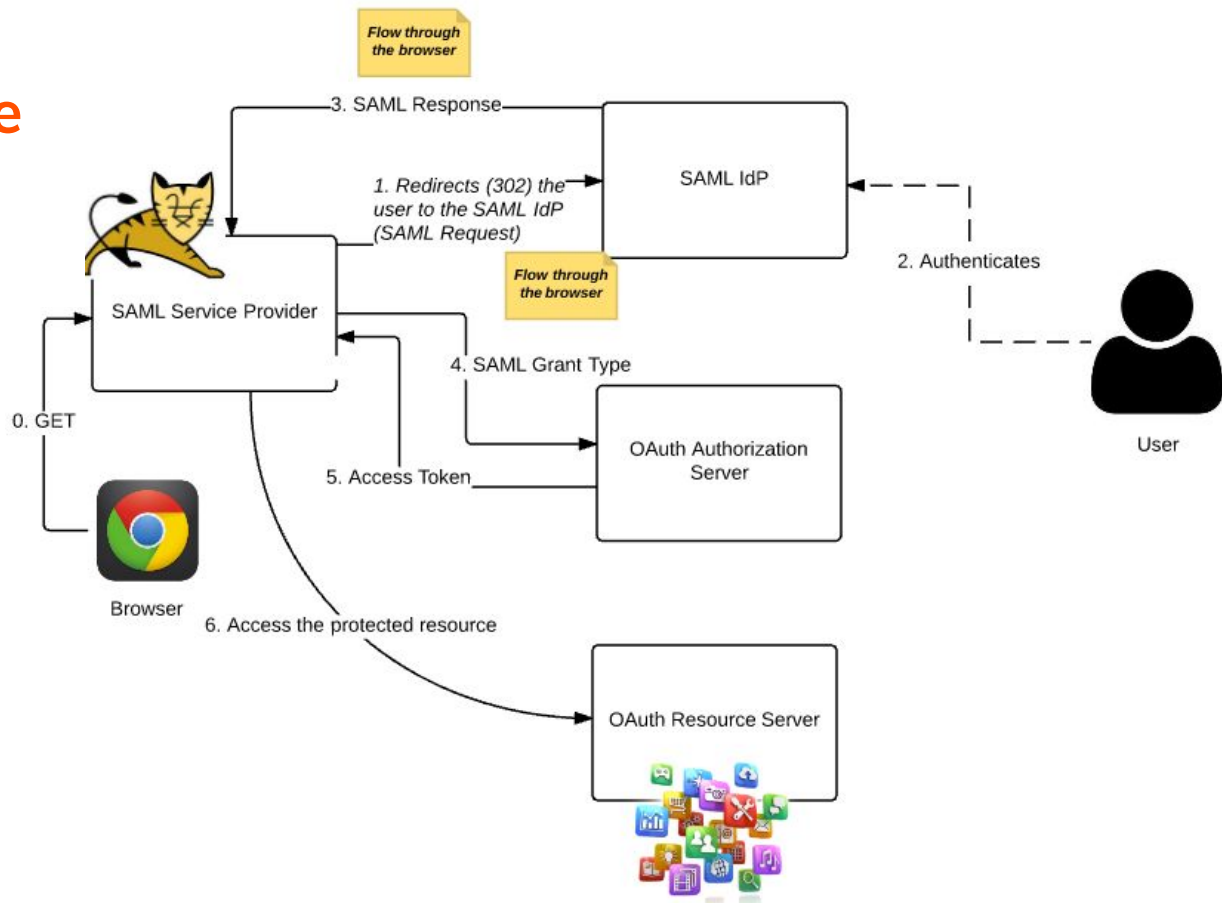 Flow through
the browser
e
3. SAML Response
SAML IdP
1. Redirects (302) the
user to the SAML IdP
(SAML Request)
Flow through
the browser
2. Authenticates
SAML Service Provider
4. SAML Grant Type
0. GET
OAuth Authorization
Server
User
5. Access Token
Browser
6. Access the protected resource
OAuth Resource Server